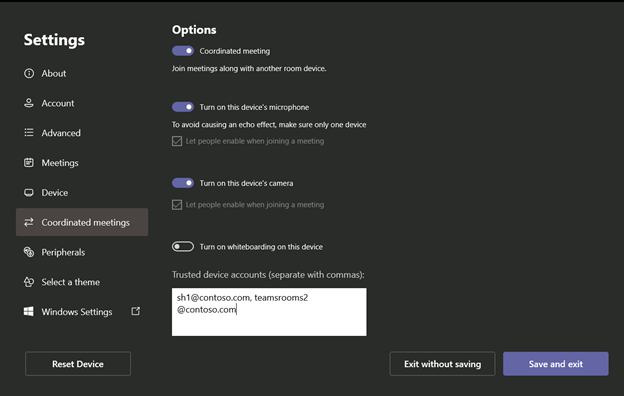 Settings
About
Account
Advanced
Meetings
Device
Coordinated meetings
Peripherals
Select a theme
Windows Settings
Reset Device
Options
Coordinated meeting
Join meetings along with another room device.
Turn on this device's microphone
To avoid causing an echo effect, make sure only one device
Let people enable when joining a meeting
Turn on this device's camera
Let people enable when joining a meeting
Turn on whiteboarding on this device
Trusted device accounts (separate with commas):
sh1@contoso.com, teamsrooms2
@contoso.com
Exit without saving
Save and exit